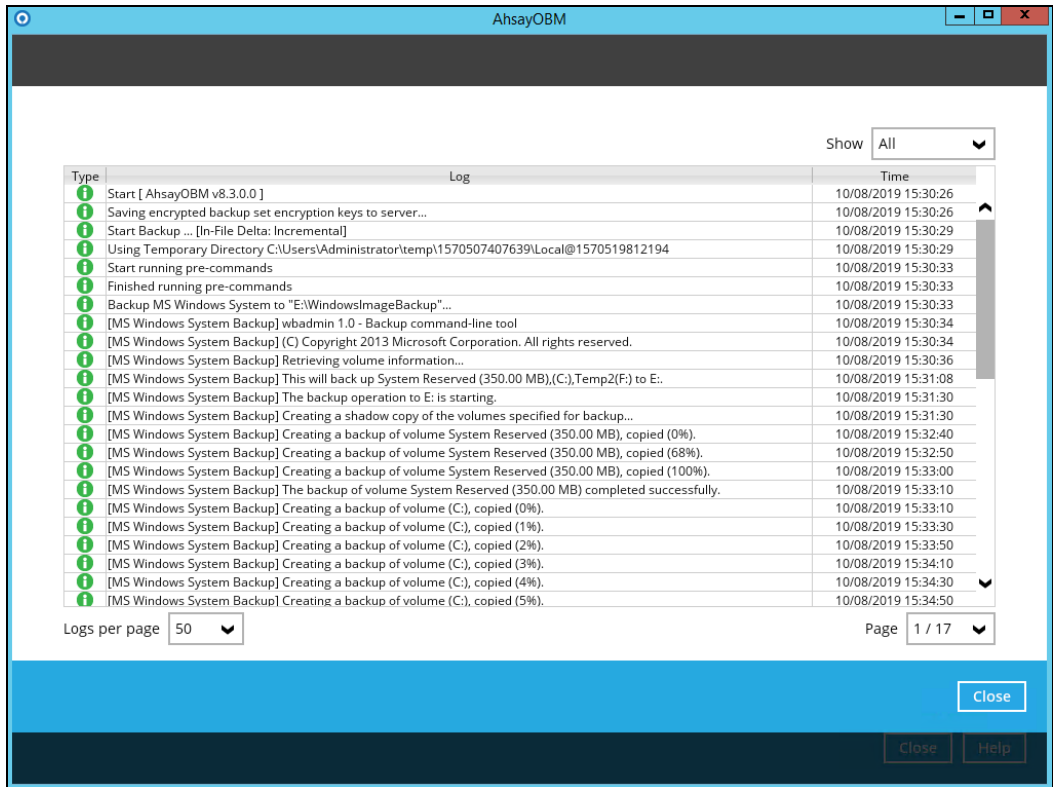 AhsayOBM
Show All
Type Log Time
Start [ AhsayOBM v8.3.0.0 ] 10/08/2019 15:30:26
Saving encrypted backup set encryption keys to server... 10/08/2019 15:30:26
Start Backup ... [In-File Delta: Incremental] 10/08/2019 15:30:29
Using Temporary Directory C:\Users\Administrator\temp\1570507407639\Local@1570519812194 10/08/2019 15:30:29
Start running pre-commands 10/08/2019 15:30:33
Finished running pre-commands 10/08/2019 15:30:33
Backup MS Windows System to "E:\WindowsImageBackup"... 10/08/2019 15:30:33
[MS Windows System Backup] wbadmin 1.0 - Backup command-line tool 10/08/2019 15:30:34
[MS Windows System Backup] (C) Copyright 2013 Microsoft Corporation. All rights reserved. 10/08/2019 15:30:34
[MS Windows System Backup] Retrieving volume information... 10/08/2019 15:30:36
[MS Windows System Backup] This will back up System Reserved (350.00 MB),(C:),Temp2(F:) to E:. 10/08/2019 15:31:08
[MS Windows System Backup] The backup operation to E: is starting. 10/08/2019 15:31:30
[MS Windows System Backup] Creating a shadow copy of the volumes specified for backup... 10/08/2019 15:31:30
[MS Windows System Backup] Creating a backup of volume System Reserved (350.00 MB), copied (0%). 10/08/2019 15:32:40
[MS Windows System Backup] Creating a backup of volume System Reserved (350.00 MB), copied (68%). 10/08/2019 15:32:50
[MS Windows System Backup] Creating a backup of volume System Reserved (350.00 MB), copied (100%). 10/08/2019 15:33:00
[MS Windows System Backup] The backup of volume System Reserved (350.00 MB) completed successfully. 10/08/2019 15:33:10
[MS Windows System Backup] Creating a backup of volume (C:), copied (0%). 10/08/2019 15:33:10
[MS Windows System Backup] Creating a backup of volume (C:), copied (1%). 10/08/2019 15:33:30
[MS Windows System Backup] Creating a backup of volume (C:), copied (2%). 10/08/2019 15:33:50
[MS Windows System Backup] Creating a backup of volume (C:), copied (3%). 10/08/2019 15:34:10
[MS Windows System Backup] Creating a backup of volume (C:), copied (4%). 10/08/2019 15:34:30
[MS Windows System Backup] Creating a backup of volume (C:), copied (5%). 10/08/2019 15:34:50
Logs per page 50 Page 1 / 17
Close
Close Help